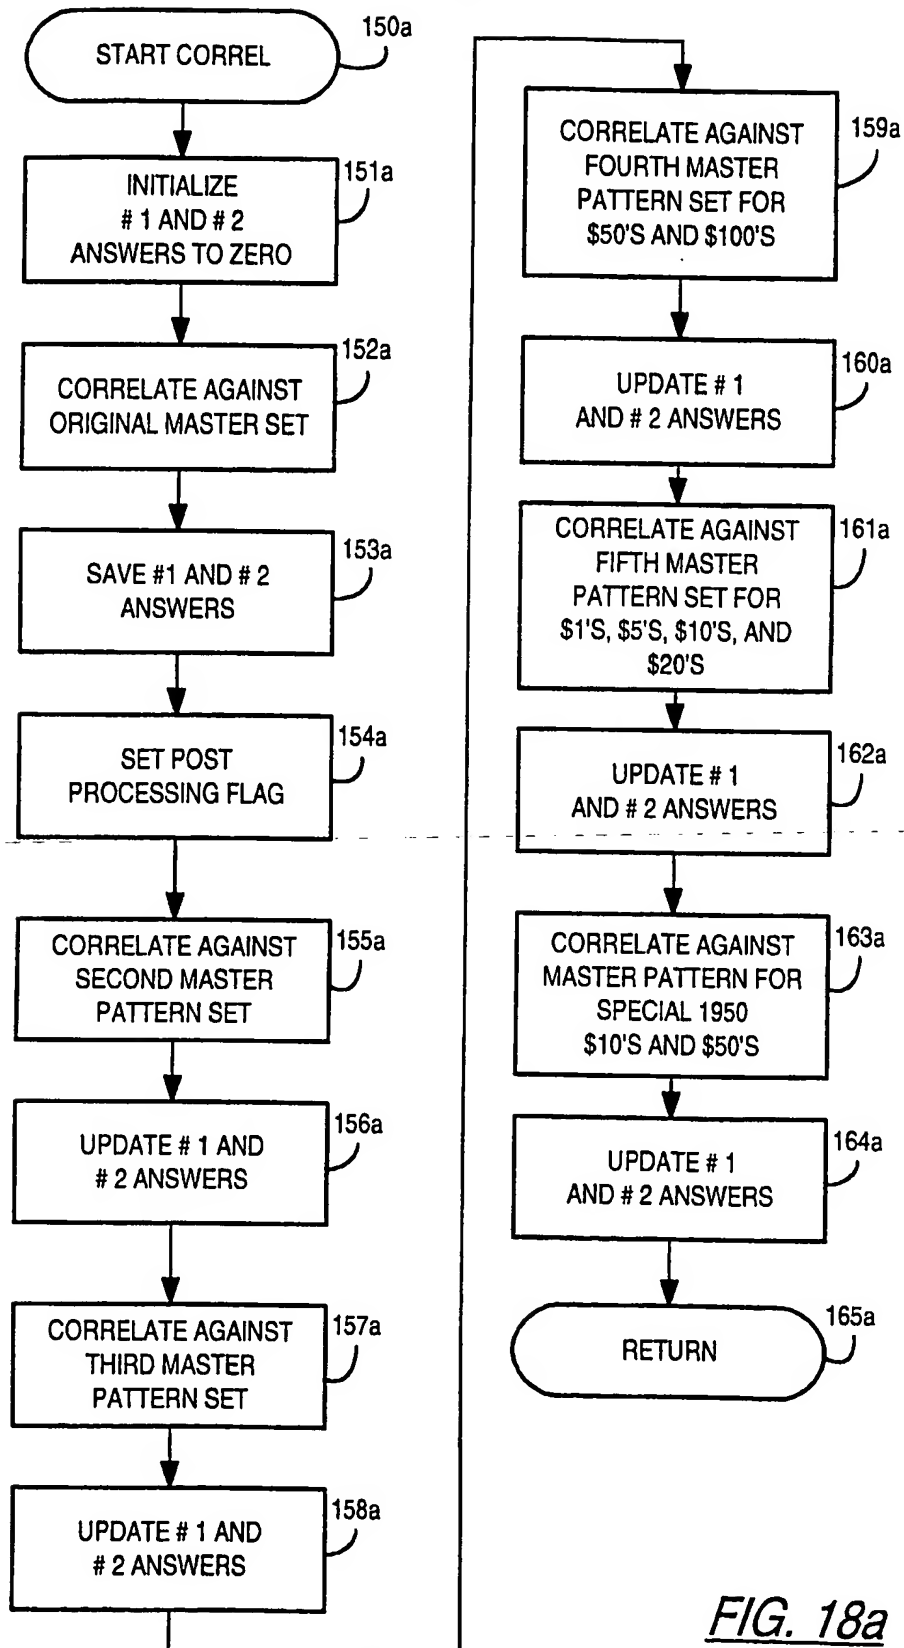 START CORREL
150a
INITIALIZE
# 1 AND # 2
ANSWERS TO ZERO
151a
CORRELATE AGAINST
ORIGINAL MASTER SET
152a
SAVE #1 AND # 2
ANSWERS
153a
SET POST
PROCESSING FLAG
154a
CORRELATE AGAINST
SECOND MASTER
PATTERN SET
155a
UPDATE # 1 AND
# 2 ANSWERS
156a
CORRELATE AGAINST
THIRD MASTER
PATTERN SET
157a
UPDATE # 1 AND
# 2 ANSWERS
158a
CORRELATE AGAINST
FOURTH MASTER
PATTERN SET FOR
$50'S AND $100'S
159a
UPDATE # 1
AND # 2 ANSWERS
160a
CORRELATE AGAINST
FIFTH MASTER
PATTERN SET FOR
$1'S, $5'S, $10'S, AND
$20'S
161a
UPDATE # 1
AND # 2 ANSWERS
162a
CORRELATE AGAINST
MASTER PATTERN FOR
SPECIAL 1950
$10'S AND $50'S
163a
UPDATE # 1
AND # 2 ANSWERS
164a
RETURN
165a
FIG. 18a